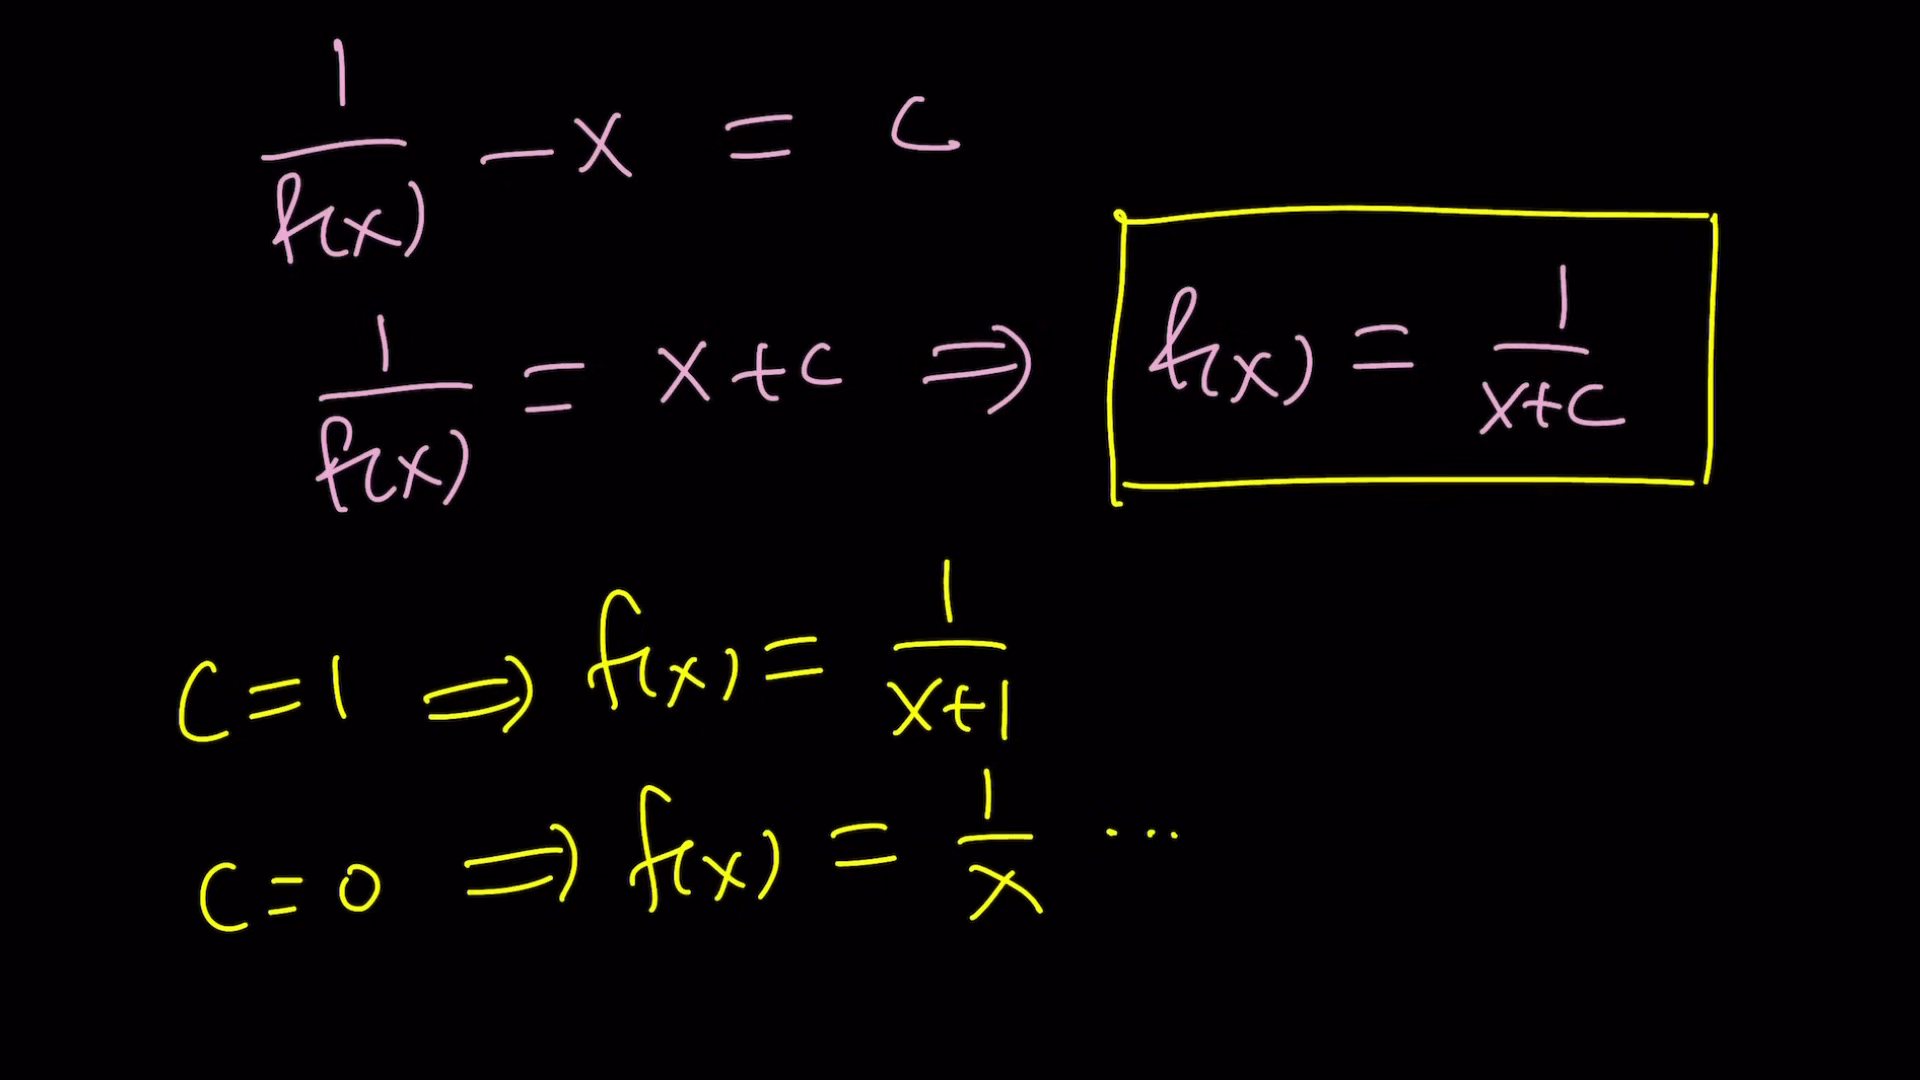 1/f(x) - x = c
1/f(x) = x+c ⇒ f(x) = 1/(x+c)
c=1 ⇒ f(x) = 1/(x+1)
c=0 ⇒ f(x) = 1/x ...